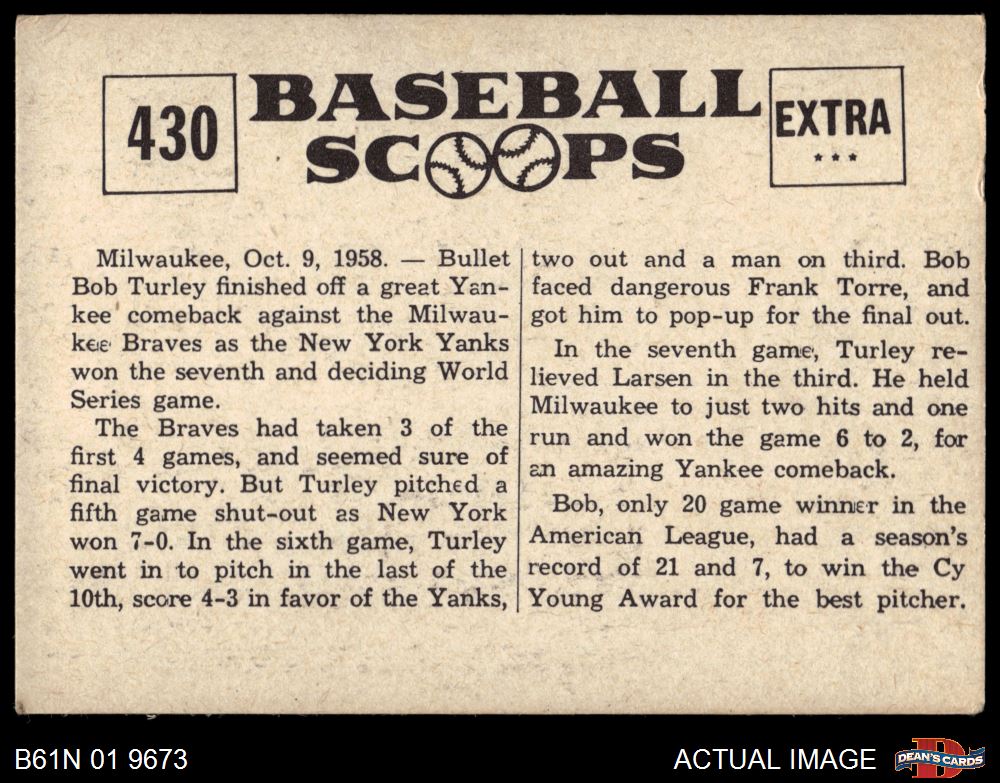 430
BASEBALL
SCOOPS
EXTRA
* * *
Milwaukee, Oct. 9, 1958. — Bullet
Bob Turley finished off a great Yan-
kee comeback against the Milwau-
kee Braves as the New York Yanks
won the seventh and deciding World
Series game.
The Braves had taken 3 of the
first 4 games, and seemed sure of
final victory. But Turley pitched a
fifth game shut-out as New York
won 7-0. In the sixth game, Turley
went in to pitch in the last of the
10th, score 4-3 in favor of the Yanks,
two out and a man on third. Bob
faced dangerous Frank Torre, and
got him to pop-up for the final out.
In the seventh game, Turley re-
lieved Larsen in the third. He held
Milwaukee to just two hits and one
run and won the game 6 to 2, for
an amazing Yankee comeback.
Bob, only 20 game winner in the
American League, had a season's
record of 21 and 7, to win the Cy
Young Award for the best pitcher.
B61N 01 9673
ACTUAL IMAGE
D
DEAN'S CARDS